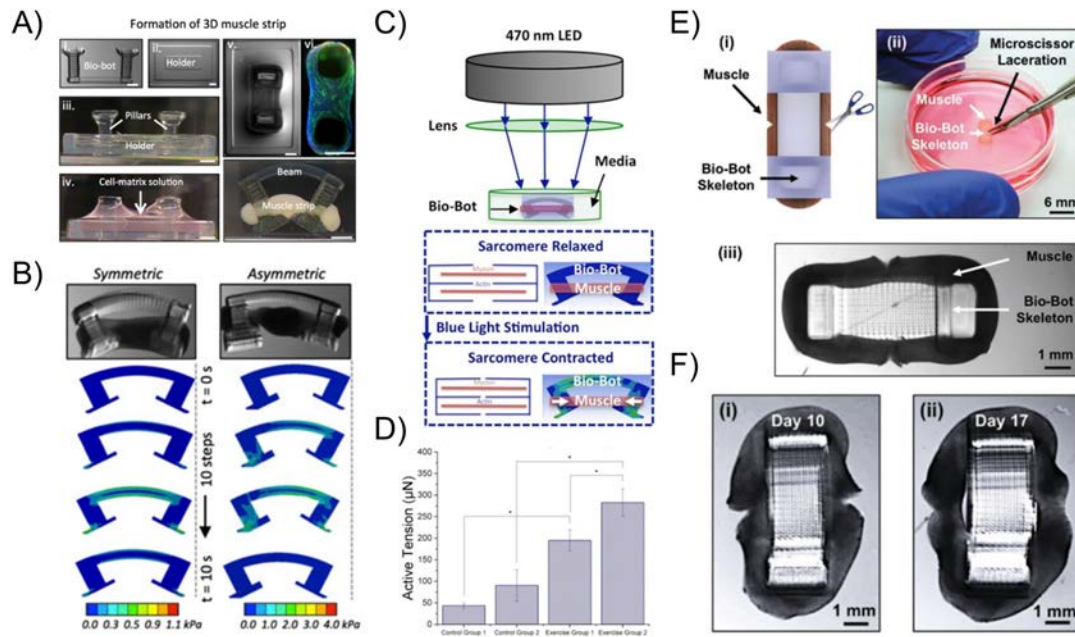 A)
Formation of 3D muscle strip
i.
Bio-bot
ii.
Holder
iii.
Pillars
Holder
iv.
Cell-matrix solution
v.
vi.
Beam
Muscle strip
B)
Symmetric
Asymmetric
t = 0 s
10 steps
t = 10 s
0.0 0.3 0.5 0.9 1.1 kPa
0.0 1.0 2.0 3.0 4.0 kPa
C)
470 nm LED
Lens
Media
Bio-Bot
Sarcomere Relaxed
Myosin
Actin
Bio-Bot
Muscle
Blue Light Stimulation
Sarcomere Contracted
Myosin
Actin
Bio-Bot
Muscle
D)
Active Tension (µN)
400
350
300
250
200
150
100
50
0
*
*
*
Control Group 1
Control Group 2
Exercise Group 1
Exercise Group 2
E)
(i)
Muscle
Bio-Bot
Skeleton
(ii)
Microscissor
Laceration
Muscle
Bio-Bot
Skeleton
6 mm
(iii)
Muscle
Bio-Bot
Skeleton
1 mm
F)
(i)
Day 10
1 mm
(ii)
Day 17
1 mm